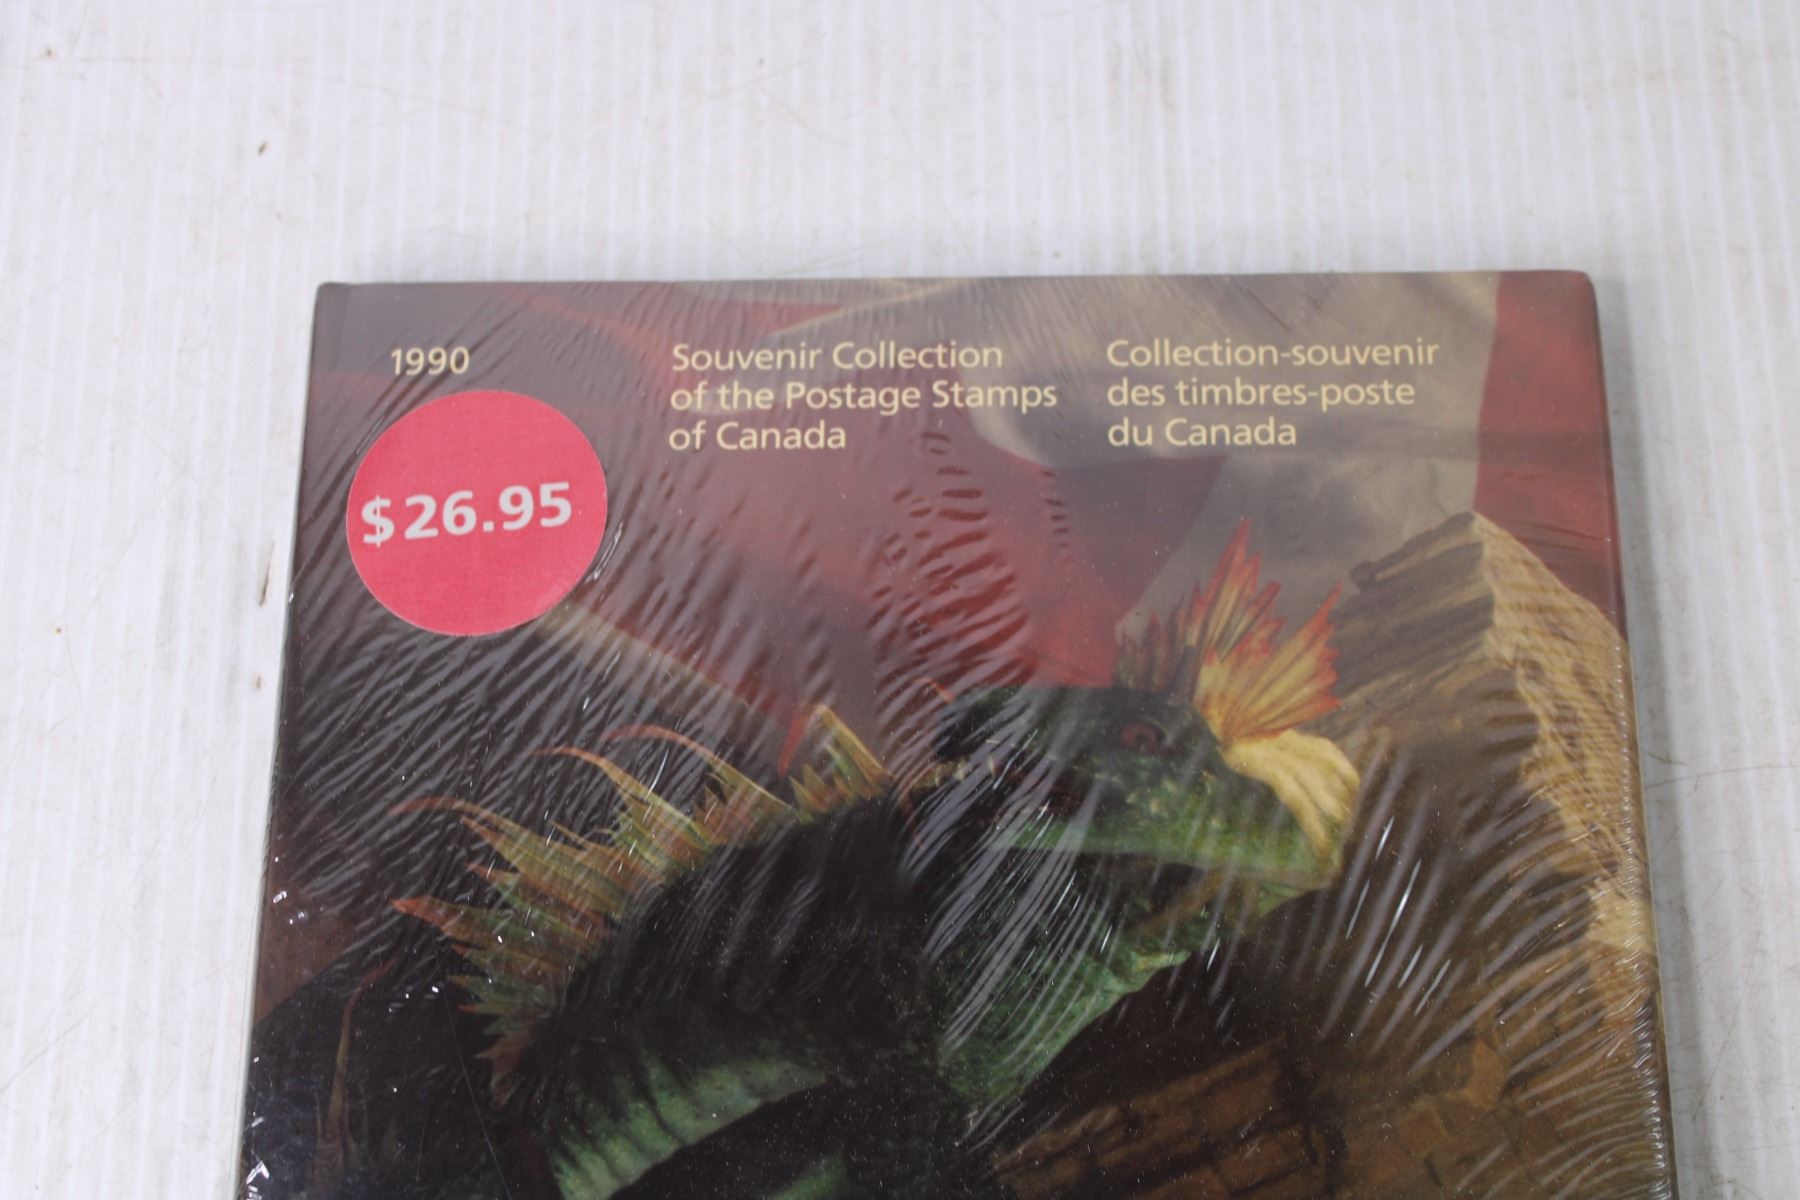 1990
Souvenir Collection
of the Postage Stamps
of Canada
Collection-souvenir
des timbres-poste
du Canada
$26.95